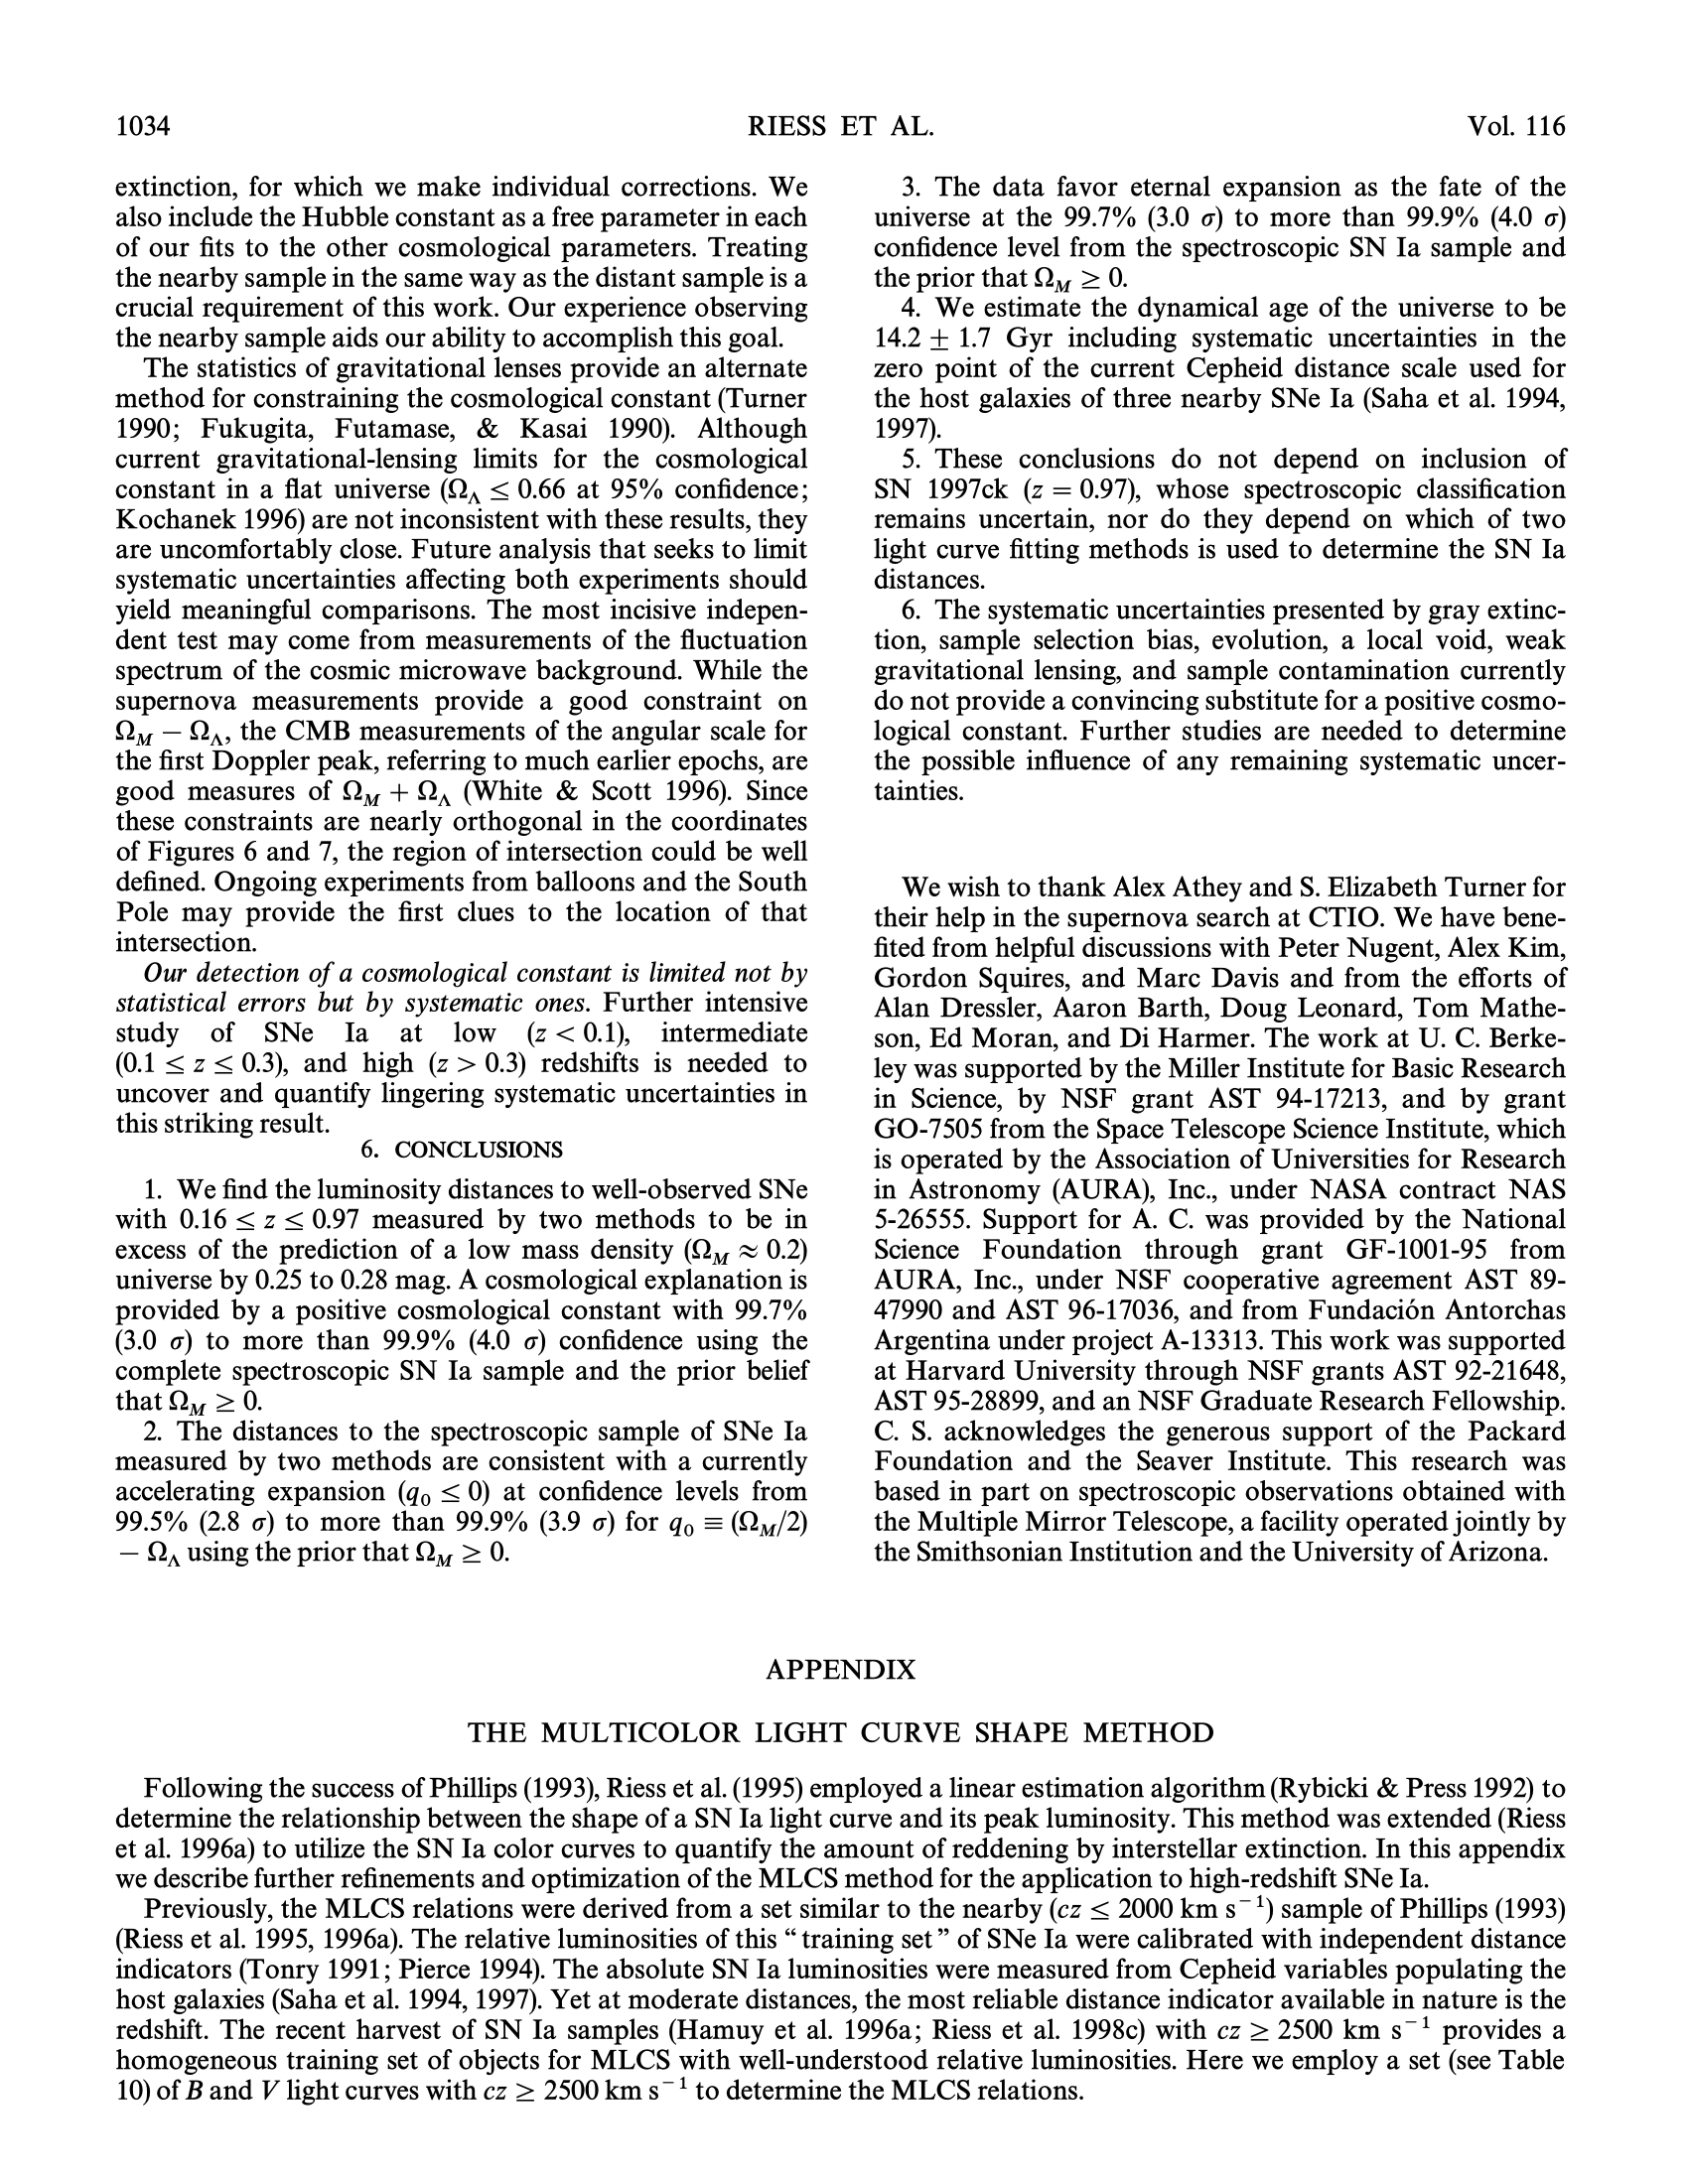 1034 RIESS ET AL. Vol. 116
extinction, for which we make individual corrections. We
also include the Hubble constant as a free parameter in each
of our fits to the other cosmological parameters. Treating
the nearby sample in the same way as the distant sample is a
crucial requirement of this work. Our experience observing
the nearby sample aids our ability to accomplish this goal.
The statistics of gravitational lenses provide an alternate
method for constraining the cosmological constant (Turner
1990; Fukugita, Futamase, & Kasai 1990). Although
current gravitational-lensing limits for the cosmological
constant in a flat universe (Ω_Λ ≤ 0.66 at 95% confidence;
Kochanek 1996) are not inconsistent with these results, they
are uncomfortably close. Future analysis that seeks to limit
systematic uncertainties affecting both experiments should
yield meaningful comparisons. The most incisive indepen-
dent test may come from measurements of the fluctuation
spectrum of the cosmic microwave background. While the
supernova measurements provide a good constraint on
Ω_M − Ω_Λ, the CMB measurements of the angular scale for
the first Doppler peak, referring to much earlier epochs, are
good measures of Ω_M + Ω_Λ (White & Scott 1996). Since
these constraints are nearly orthogonal in the coordinates
of Figures 6 and 7, the region of intersection could be well
defined. Ongoing experiments from balloons and the South
Pole may provide the first clues to the location of that
intersection.
Our detection of a cosmological constant is limited not by
statistical errors but by systematic ones. Further intensive
study of SNe Ia at low (z < 0.1), intermediate
(0.1 ≤ z ≤ 0.3), and high (z > 0.3) redshifts is needed to
uncover and quantify lingering systematic uncertainties in
this striking result.
6. CONCLUSIONS
1. We find the luminosity distances to well-observed SNe
with 0.16 ≤ z ≤ 0.97 measured by two methods to be in
excess of the prediction of a low mass density (Ω_M ≈ 0.2)
universe by 0.25 to 0.28 mag. A cosmological explanation is
provided by a positive cosmological constant with 99.7%
(3.0 σ) to more than 99.9% (4.0 σ) confidence using the
complete spectroscopic SN Ia sample and the prior belief
that Ω_M ≥ 0.
2. The distances to the spectroscopic sample of SNe Ia
measured by two methods are consistent with a currently
accelerating expansion (q₀ ≤ 0) at confidence levels from
99.5% (2.8 σ) to more than 99.9% (3.9 σ) for q₀ ≡ (Ω_M/2)
− Ω_Λ using the prior that Ω_M ≥ 0.
3. The data favor eternal expansion as the fate of the
universe at the 99.7% (3.0 σ) to more than 99.9% (4.0 σ)
confidence level from the spectroscopic SN Ia sample and
the prior that Ω_M ≥ 0.
4. We estimate the dynamical age of the universe to be
14.2 ± 1.7 Gyr including systematic uncertainties in the
zero point of the current Cepheid distance scale used for
the host galaxies of three nearby SNe Ia (Saha et al. 1994,
1997).
5. These conclusions do not depend on inclusion of
SN 1997ck (z = 0.97), whose spectroscopic classification
remains uncertain, nor do they depend on which of two
light curve fitting methods is used to determine the SN Ia
distances.
6. The systematic uncertainties presented by gray extinc-
tion, sample selection bias, evolution, a local void, weak
gravitational lensing, and sample contamination currently
do not provide a convincing substitute for a positive cosmo-
logical constant. Further studies are needed to determine
the possible influence of any remaining systematic uncer-
tainties.
We wish to thank Alex Athey and S. Elizabeth Turner for
their help in the supernova search at CTIO. We have bene-
fited from helpful discussions with Peter Nugent, Alex Kim,
Gordon Squires, and Marc Davis and from the efforts of
Alan Dressler, Aaron Barth, Doug Leonard, Tom Mathe-
son, Ed Moran, and Di Harmer. The work at U. C. Berke-
ley was supported by the Miller Institute for Basic Research
in Science, by NSF grant AST 94-17213, and by grant
GO-7505 from the Space Telescope Science Institute, which
is operated by the Association of Universities for Research
in Astronomy (AURA), Inc., under NASA contract NAS
5-26555. Support for A. C. was provided by the National
Science Foundation through grant GF-1001-95 from
AURA, Inc., under NSF cooperative agreement AST 89-
47990 and AST 96-17036, and from Fundación Antorchas
Argentina under project A-13313. This work was supported
at Harvard University through NSF grants AST 92-21648,
AST 95-28899, and an NSF Graduate Research Fellowship.
C. S. acknowledges the generous support of the Packard
Foundation and the Seaver Institute. This research was
based in part on spectroscopic observations obtained with
the Multiple Mirror Telescope, a facility operated jointly by
the Smithsonian Institution and the University of Arizona.
APPENDIX
THE MULTICOLOR LIGHT CURVE SHAPE METHOD
Following the success of Phillips (1993), Riess et al. (1995) employed a linear estimation algorithm (Rybicki & Press 1992) to
determine the relationship between the shape of a SN Ia light curve and its peak luminosity. This method was extended (Riess
et al. 1996a) to utilize the SN Ia color curves to quantify the amount of reddening by interstellar extinction. In this appendix
we describe further refinements and optimization of the MLCS method for the application to high-redshift SNe Ia.
Previously, the MLCS relations were derived from a set similar to the nearby (cz ≤ 2000 km s⁻¹) sample of Phillips (1993)
(Riess et al. 1995, 1996a). The relative luminosities of this “training set” of SNe Ia were calibrated with independent distance
indicators (Tonry 1991; Pierce 1994). The absolute SN Ia luminosities were measured from Cepheid variables populating the
host galaxies (Saha et al. 1994, 1997). Yet at moderate distances, the most reliable distance indicator available in nature is the
redshift. The recent harvest of SN Ia samples (Hamuy et al. 1996a; Riess et al. 1998c) with cz ≥ 2500 km s⁻¹ provides a
homogeneous training set of objects for MLCS with well-understood relative luminosities. Here we employ a set (see Table
10) of B and V light curves with cz ≥ 2500 km s⁻¹ to determine the MLCS relations.